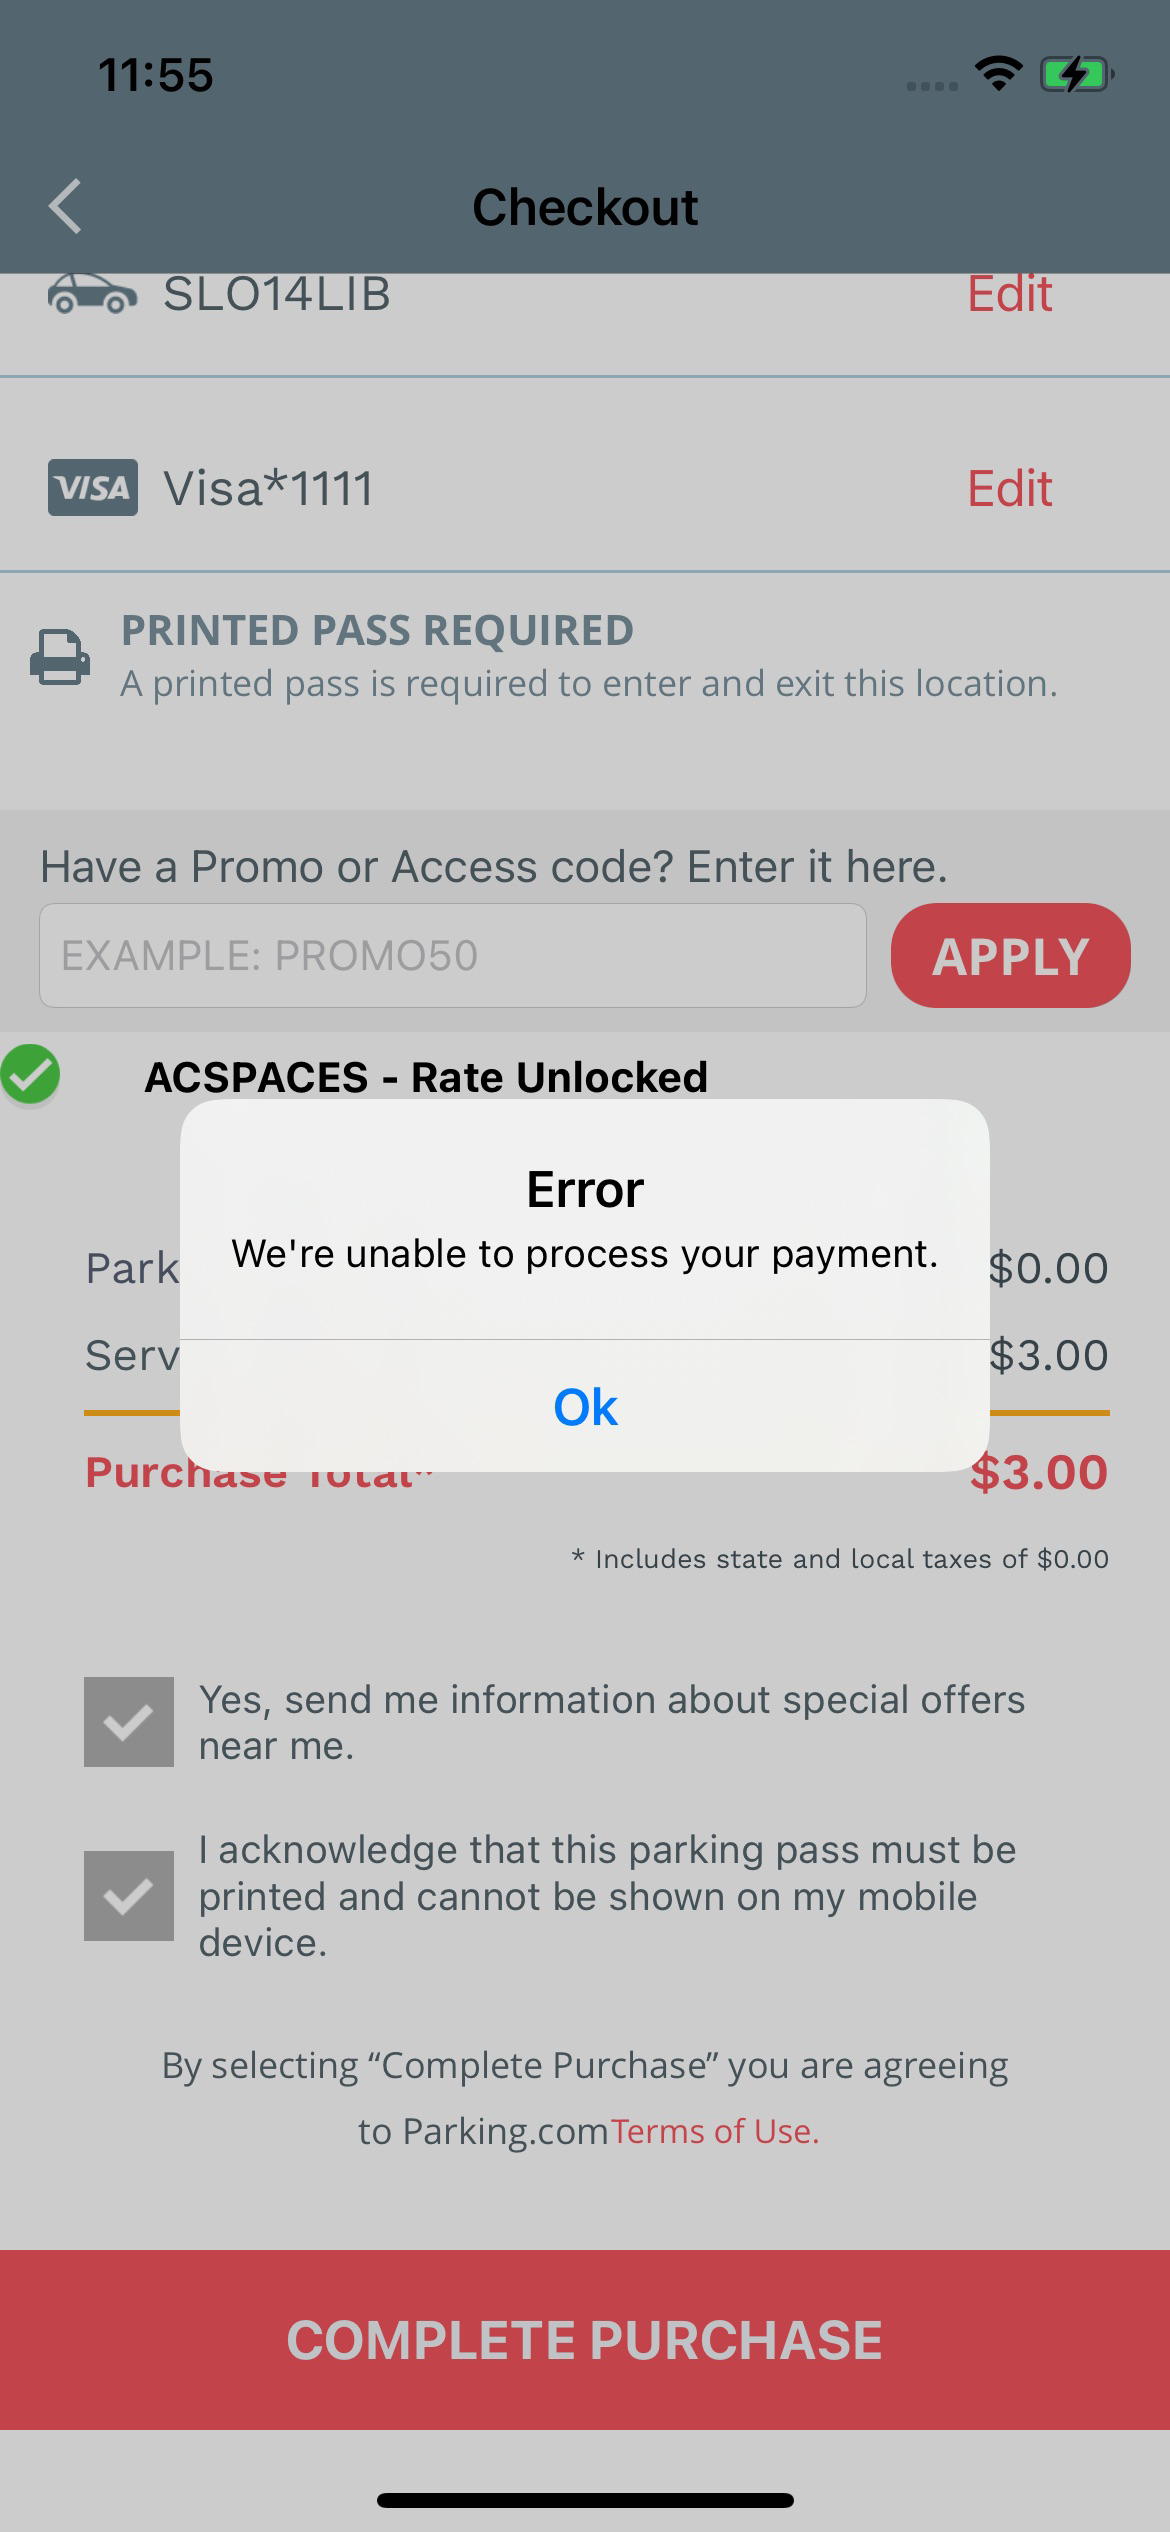 11:55
Checkout
SLO14LIB
Edit
VISA
Visa*1111
Edit
PRINTED PASS REQUIRED
A printed pass is required to enter and exit this location.
Have a Promo or Access code? Enter it here.
EXAMPLE: PROMO50
APPLY
ACSPACES - Rate Unlocked
Error
We're unable to process your payment.
Park
$0.00
Serv
$3.00
Ok
Purchase Total*
$3.00
* Includes state and local taxes of $0.00
Yes, send me information about special offers
near me.
I acknowledge that this parking pass must be
printed and cannot be shown on my mobile
device.
By selecting “Complete Purchase” you are agreeing
to Parking.comTerms of Use.
COMPLETE PURCHASE